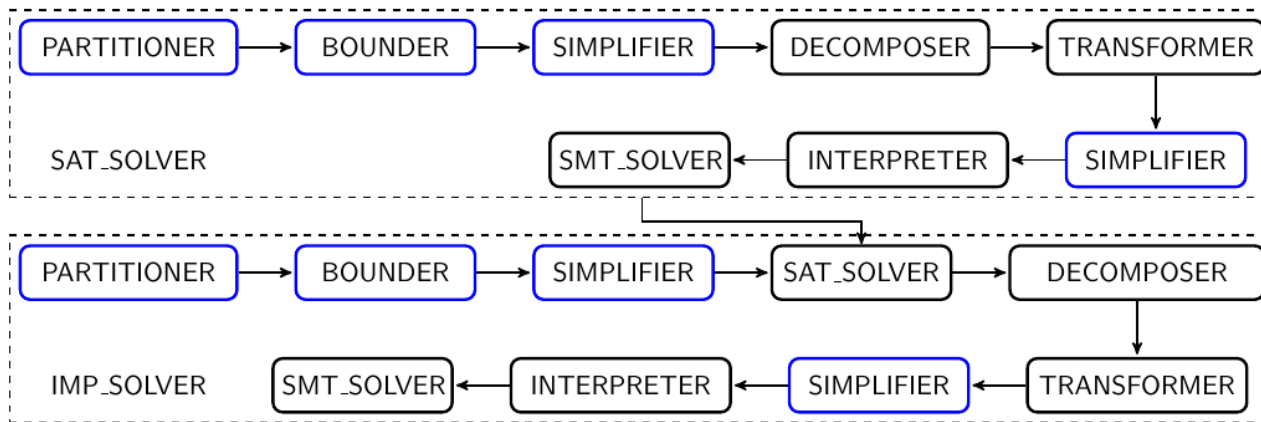 PARTITIONER BOUNDER SIMPLIFIER DECOMPOSER TRANSFORMER
SAT_SOLVER SMT_SOLVER INTERPRETER SIMPLIFIER
PARTITIONER BOUNDER SIMPLIFIER SAT_SOLVER DECOMPOSER
IMP_SOLVER SMT_SOLVER INTERPRETER SIMPLIFIER TRANSFORMER